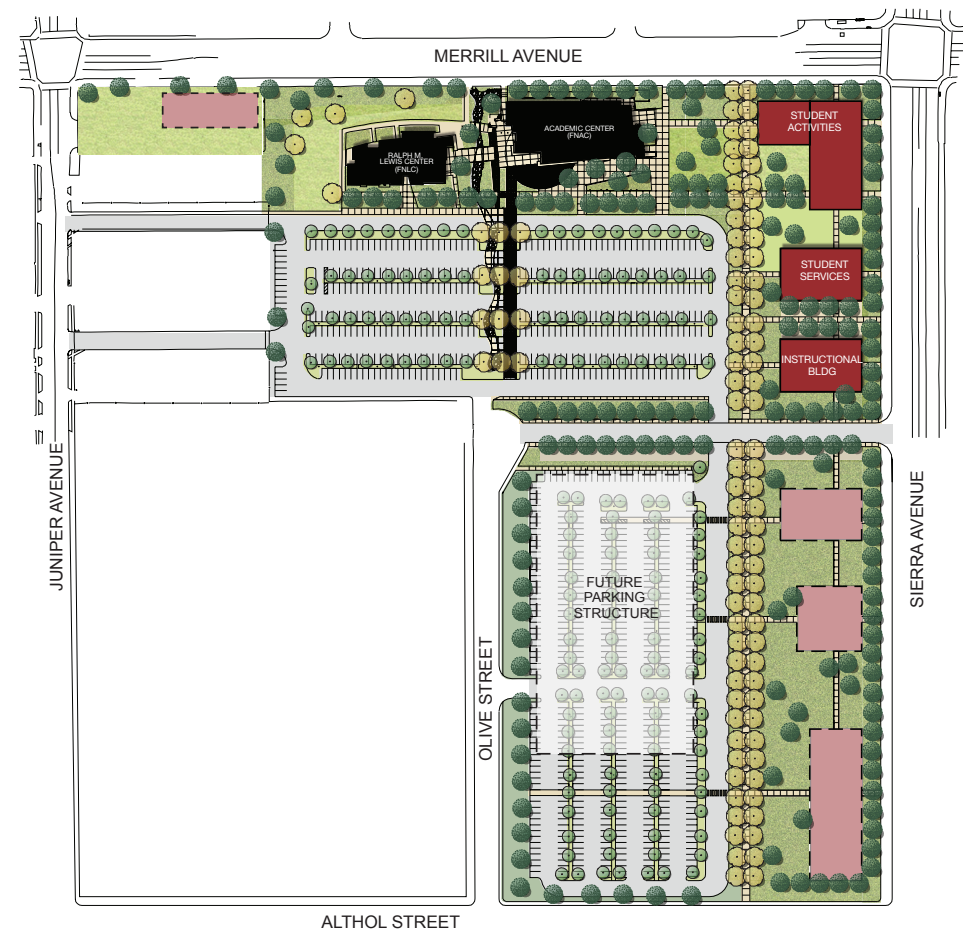 MERRILL AVENUE
STUDENT
ACTIVITIES
ACADEMIC CENTER
(FNAC)
RALPH M.
LEWIS CENTER
(FNLC)
STUDENT
SERVICES
INSTRUCTIONAL
BLDG
JUNIPER AVENUE
SIERRA AVENUE
FUTURE
PARKING
STRUCTURE
OLIVE STREET
ALTHOL STREET